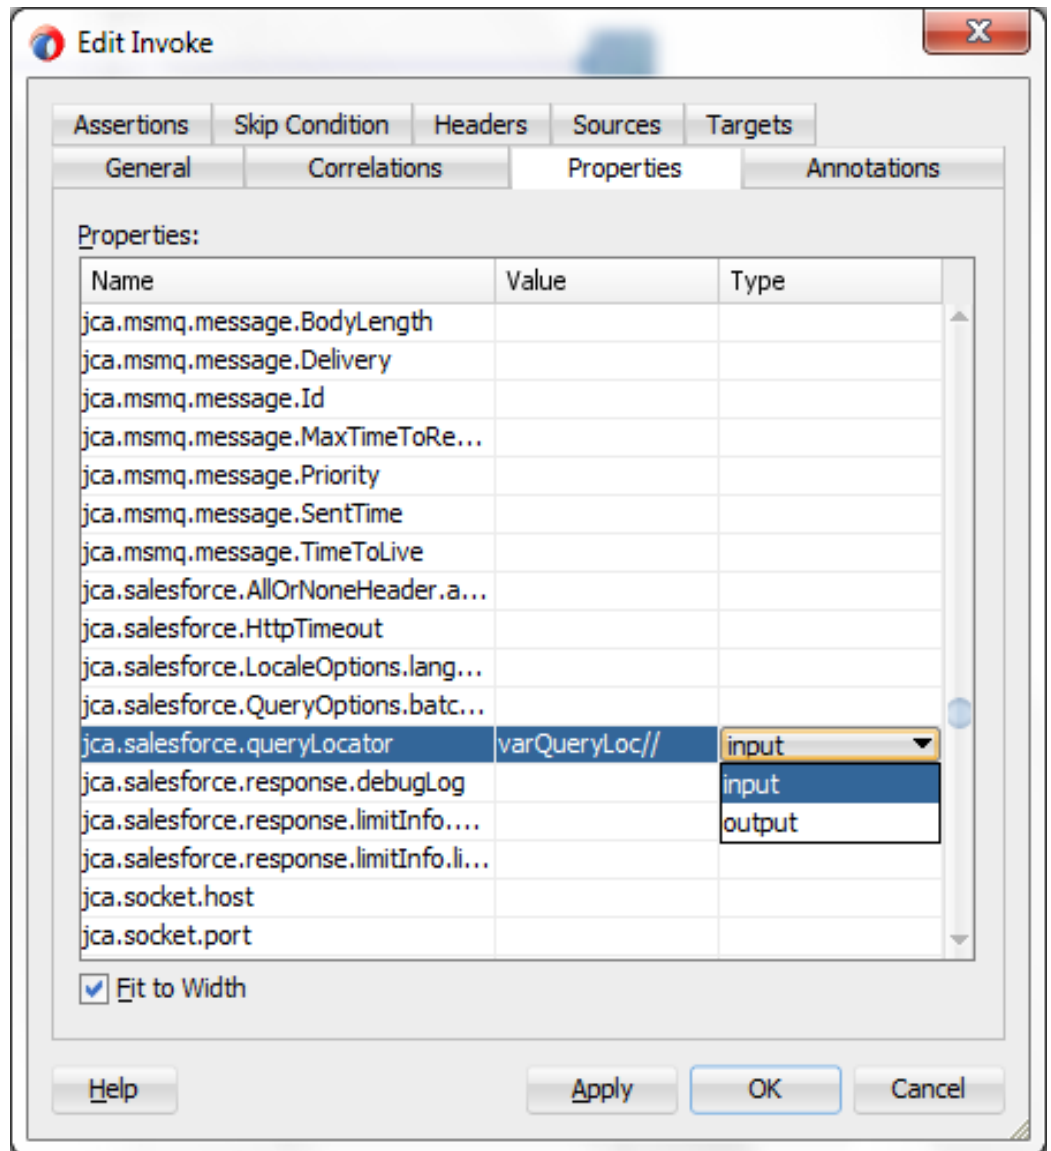 Edit Invoke
Assertions Skip Condition Headers Sources Targets
General Correlations Properties Annotations
Properties:
Name Value Type
jca.msmq.message.BodyLength
jca.msmq.message.Delivery
jca.msmq.message.Id
jca.msmq.message.MaxTimeToRe...
jca.msmq.message.Priority
jca.msmq.message.SentTime
jca.msmq.message.TimeToLive
jca.salesforce.AllOrNoneHeader.a...
jca.salesforce.HttpTimeout
jca.salesforce.LocaleOptions.lang...
jca.salesforce.QueryOptions.batc...
jca.salesforce.queryLocator varQueryLoc// input
jca.salesforce.response.debugLog input
jca.salesforce.response.limitInfo.... output
jca.salesforce.response.limitInfo.li...
jca.socket.host
jca.socket.port
Fit to Width
Help Apply OK Cancel